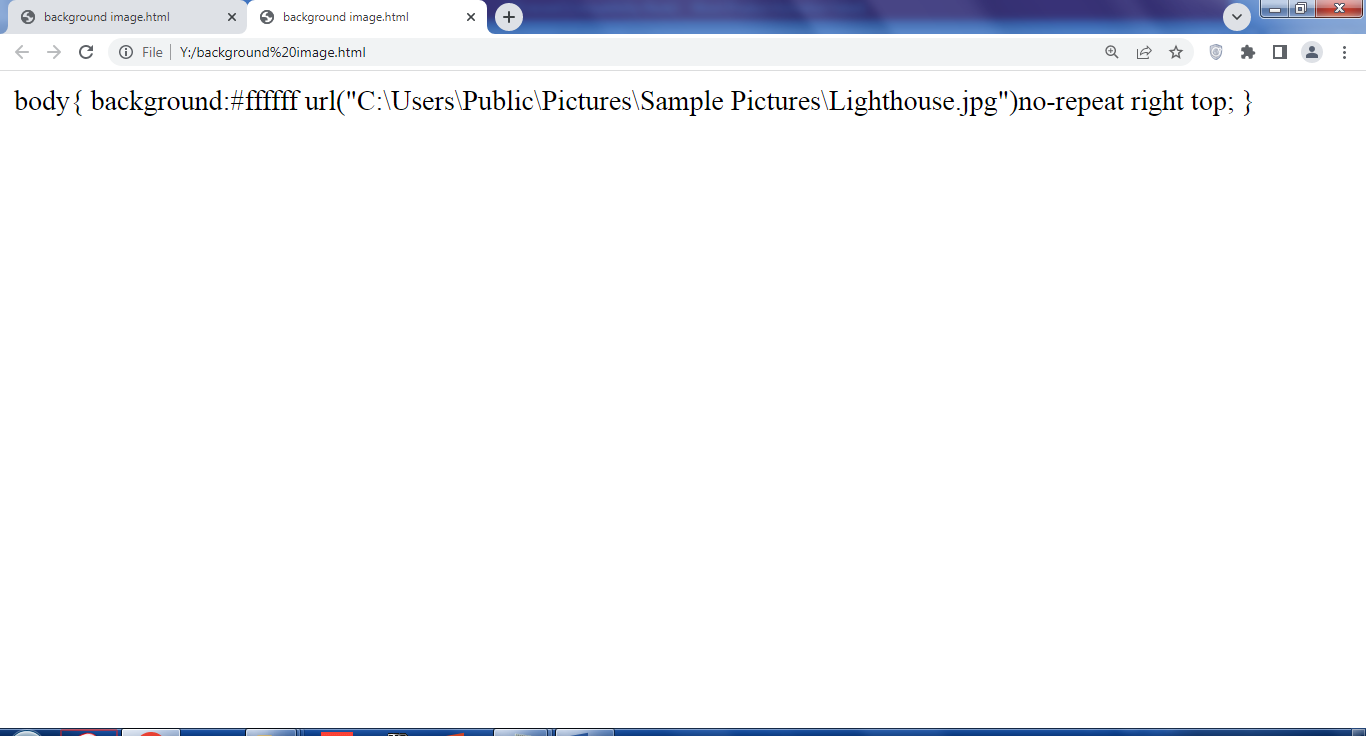 background image.html
background image.html
File
Y:/background%20image.html
body{ background:#ffffff url("C:\Users\Public\Pictures\Sample Pictures\Lighthouse.jpg")no-repeat right top; }